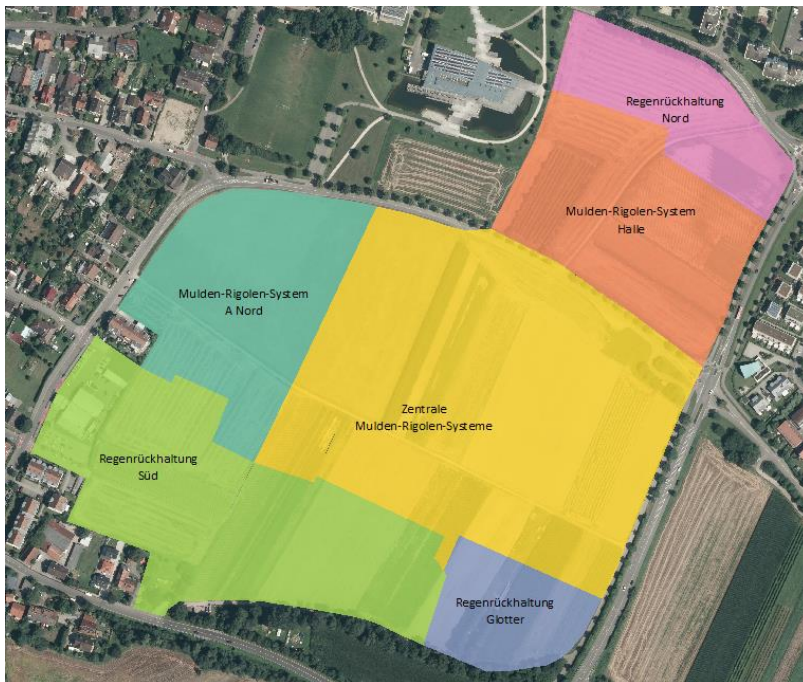 Regenrückhaltung
Nord
Mulden-Rigolen-System
Halle
Mulden-Rigolen-System
A Nord
Zentrale
Mulden-Rigolen-Systeme
Regenrückhaltung
Süd
Regenrückhaltung
Glotter